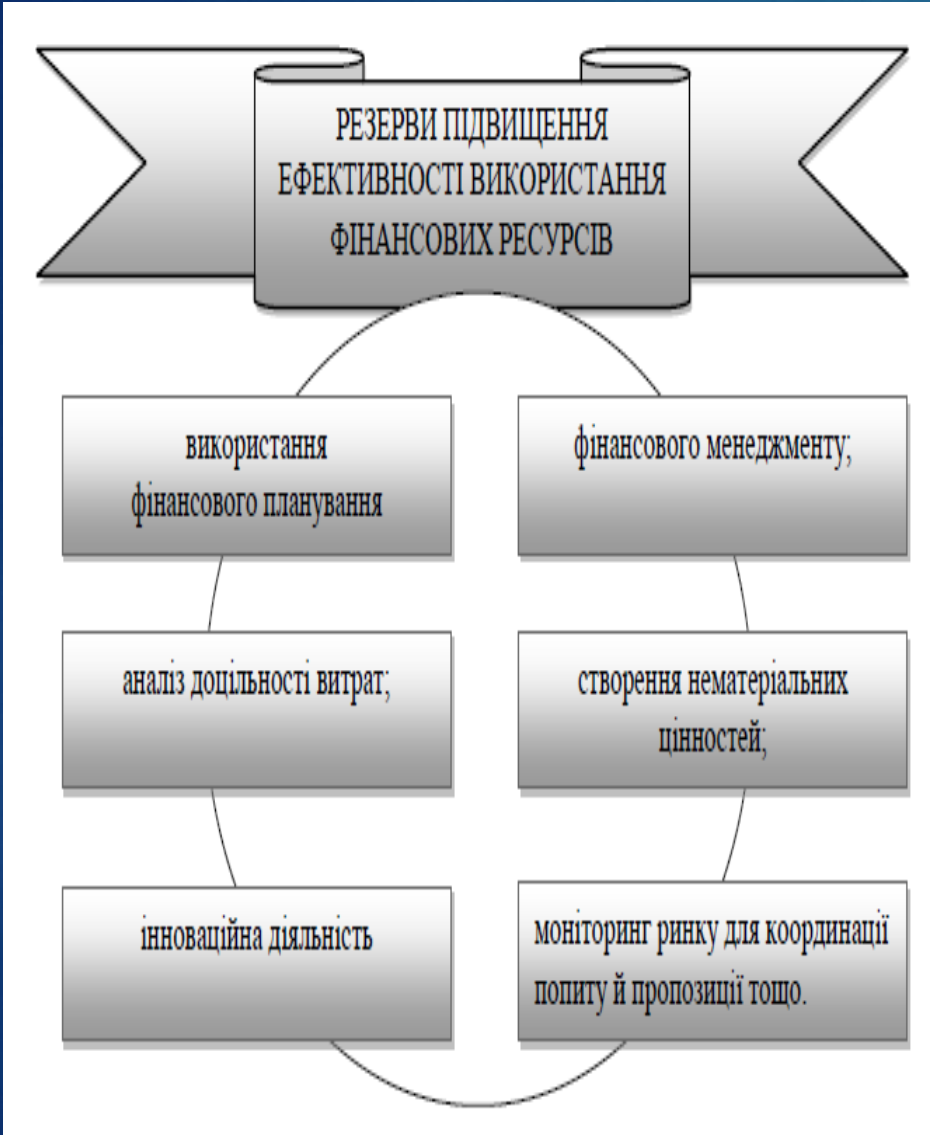 РЕЗЕРВИ ПІДВИЩЕННЯ
ЕФЕКТИВНОСТІ ВИКОРИСТАННЯ
ФІНАНСОВИХ РЕСУРСІВ
використання
фінансового планування
фінансового менеджменту;
аналіз доцільності витрат;
створення нематеріальних
цінностей;
інноваційна діяльність
моніторинг ринку для координації
попиту й пропозиції тощо.